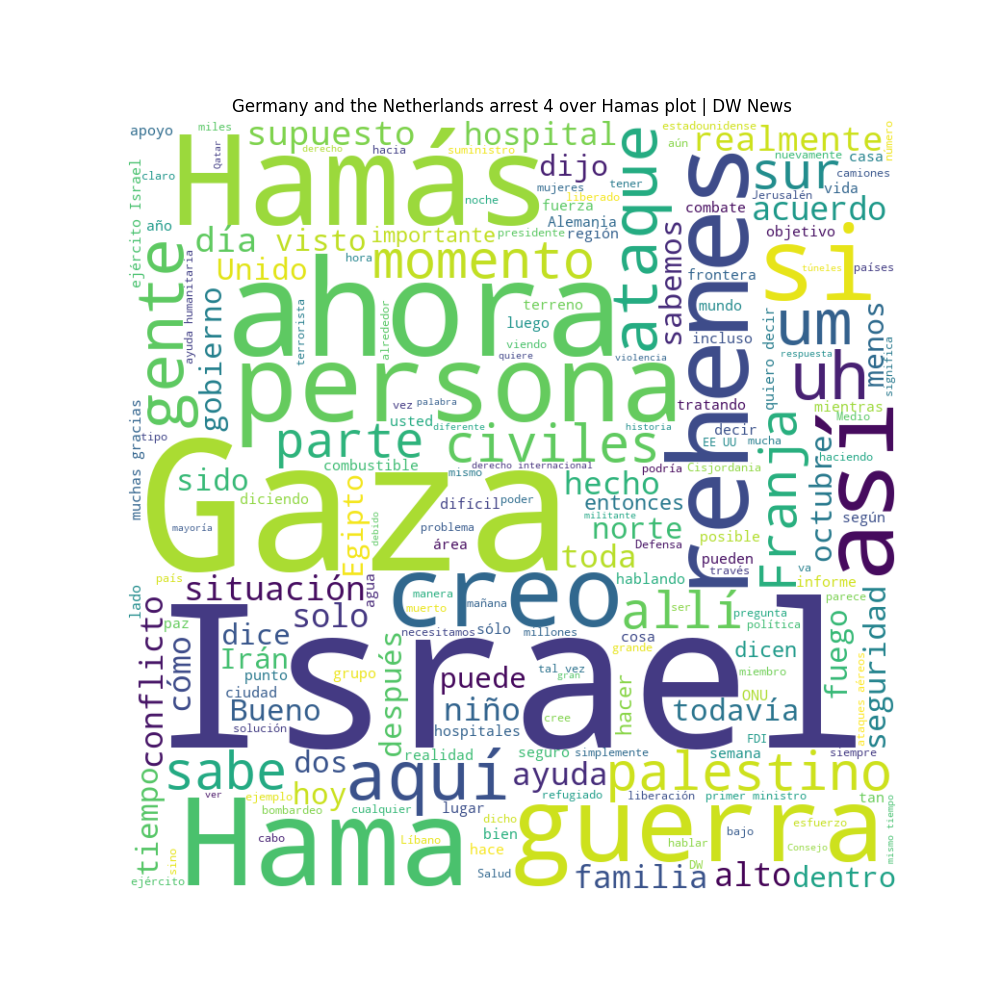 Germany and the Netherlands arrest 4 over Hamas plot | DW News
apoyo
miles
supuesto
hospital
estadounidense
realmente
número
Qatar
derecho
hacia
suministro
aún
nuevamente
casa
claro
Hamás
dijo
ataque
rehenes
sur
camiones
ejército Israel
mujeres
tener
liberado
noche
fuerza
Jerusalén
vida
combate
acuerdo
año
día
visto
importante
presidente
Alemania
región
sabemos
objetivo
gente
Unido
hora
momento
si
túneles
países
ayuda humanitaria
frontera
ahora
gobierno
terrorista
alrededor
terreno
luego
mundo
um
menos
viendo
incluso
quiero decir
quiere
violencia
respuesta
significa
persona
uh
muchas gracias
vez
palabra
tratando
mientras
Medio
así
tipo
usted
diferente
historia
decir
parte
civiles
EE UU
mucha
Franja
octubre
haciendo
combustible
derecho internacional
mismo
podría
Cisjordania
Gaza
sido
diciendo
hecho
difícil
poder
entonces
según
mayoría
Egipto
debido
problema
militante
norte
posible
área
Defensa
toda
pueden
través
va
país
situación
agua
creo
hablando
informe
lado
conflicto
manera
muerto
mañana
allí
ser
parece
paz
solo
necesitamos
sólo
millones
pregunta
política
cómo
dice
Israel
cosa
grande
seguridad
fuego
Irán
después
dicen
punto
grupo
puede
tal vez
gran
miembro
ataques aéreos
ciudad
hacer
ONU
Bueno
niño
cree
todavía
solución
hospitales
FDI
realidad
seguro
simplemente
semana
siempre
sabe
dos
aquí
ayuda
palestino
tiempo
ver
ejemplo
hoy
refugiado
liberación
primer ministro
tan
bombardeo
cualquier
lugar
Hama
guerra
dicho
esfuerzo
mismo tiempo
cabo
bien
bajo
Líbano
hace
hablar
Consejo
sino
DW
ejército
Salud
familia
alto
dentro